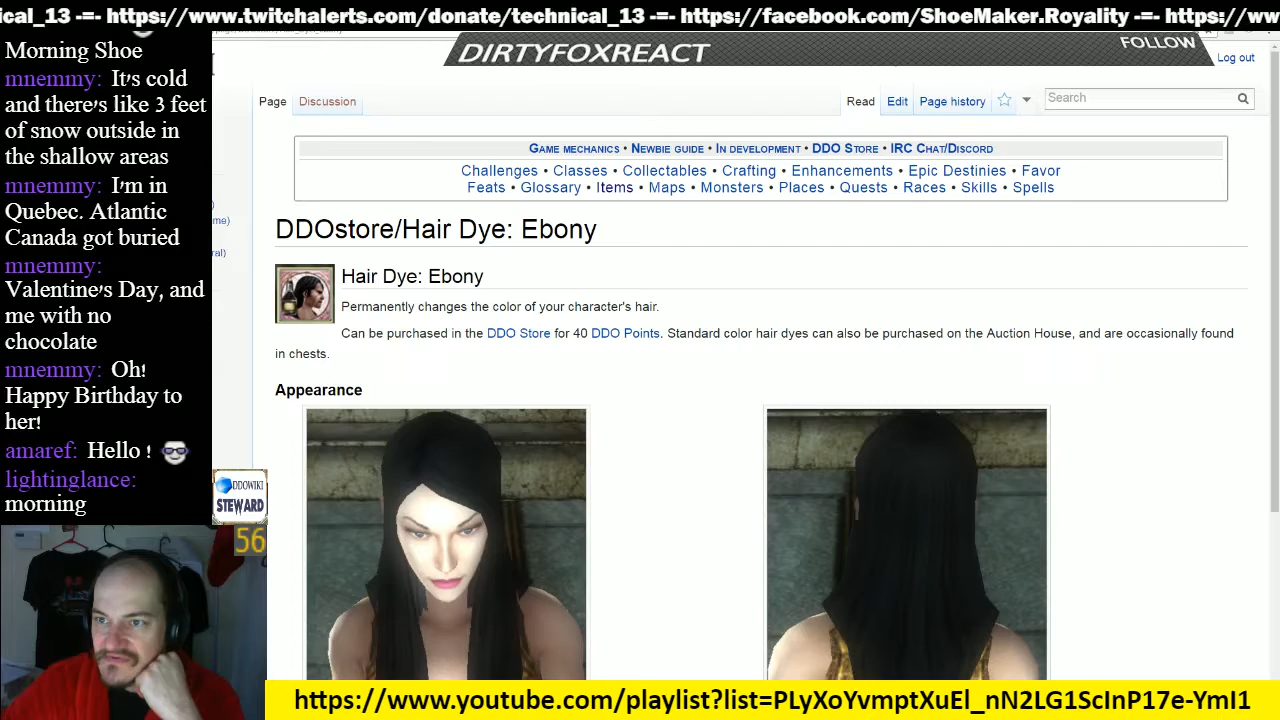 ical_13 -=- https://www.twitchalerts.com/donate/technical_13 -=- https://facebook.com/ShoeMaker.Royality -=- https://ww
Morning Shoe
mnemmy: It's cold
and there's like 3 feet
of snow outside in
the shallow areas
mnemmy: I'm in
Quebec. Atlantic
Canada got buried
mnemmy:
Valentine's Day, and
me with no
chocolate
mnemmy: Oh!
Happy Birthday to
her!
amaref: Hello !
lightinglance:
morning
DDOWIKI
STEWARD
56
DIRTYFOXREACT
FOLLOW
Log out
me)
ral)
Page Discussion
Read Edit Page history
Search
Game mechanics • Newbie guide • In development • DDO Store • IRC Chat/Discord
Challenges • Classes • Collectables • Crafting • Enhancements • Epic Destinies • Favor
Feats • Glossary • Items • Maps • Monsters • Places • Quests • Races • Skills • Spells
DDOstore/Hair Dye: Ebony
Hair Dye: Ebony
Permanently changes the color of your character's hair.
Can be purchased in the DDO Store for 40 DDO Points. Standard color hair dyes can also be purchased on the Auction House, and are occasionally found
in chests.
Appearance
https://www.youtube.com/playlist?list=PLyXoYvmptXuEl_nN2LG1ScInP17e-YmI1